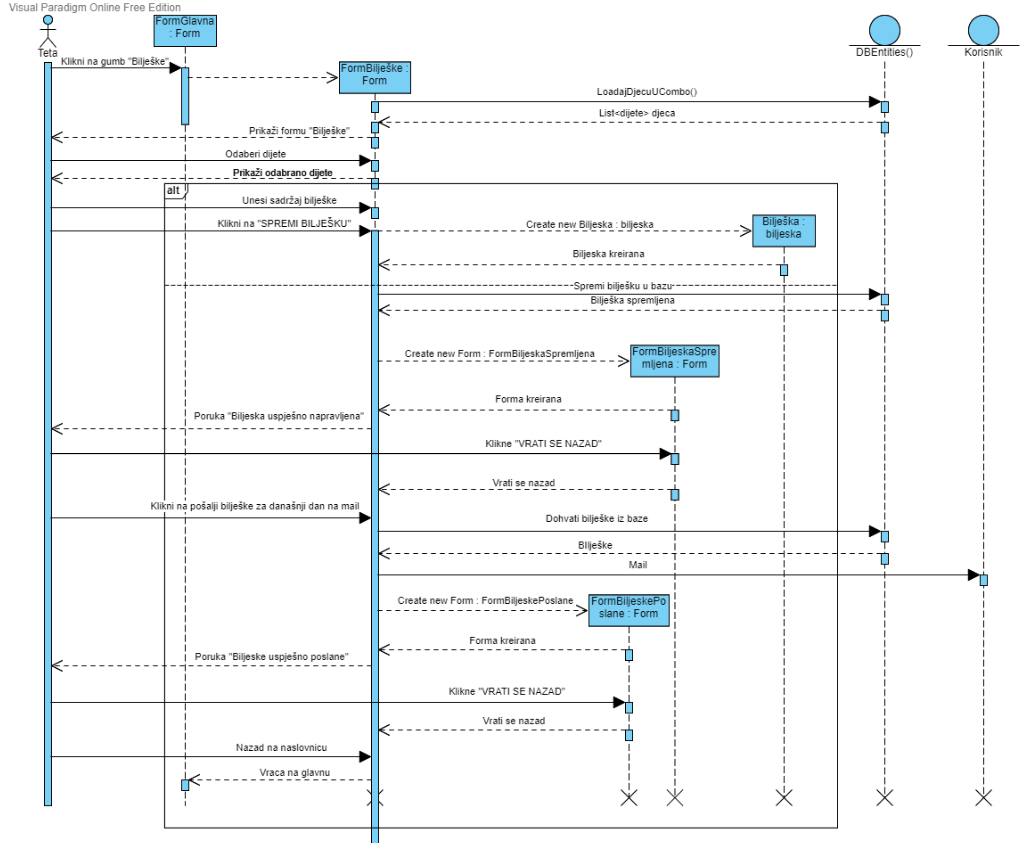 Visual Paradigm Online Free Edition
FormGlavna
: Form
Teta
DBEntities()
Korisnik
Klikni na gumb "Bilješke"
FormBilješke :
Form
LoadajDjecuUCombo()
List<dijete> djeca
Prikaži formu "Bilješke"
Odaberi dijete
Prikaži odabrano dijete
alt
Unesi sadržaj bilješke
Klikni na "SPREMI BILJEŠKU"
Create new Biljeska : biljeska
Bilješka :
biljeska
Biljeska kreirana
Spremi bilješku u bazu
Bilješka spremljena
Create new Form : FormBiljeskaSpremljena
FormBiljeskaSpre
mljena : Form
Forma kreirana
Poruka "Biljeska uspješno napravljena"
Klikne "VRATI SE NAZAD"
Vrati se nazad
Klikni na pošalji bilješke za današnji dan na mail
Dohvati bilješke iz baze
BIlješke
Mail
Create new Form : FormBiljeskePoslane
FormBiljeskePo
slane : Form
Forma kreirana
Poruka "Biljeske uspješno poslane"
Klikne "VRATI SE NAZAD"
Vrati se nazad
Nazad na naslovnicu
Vraca na glavnu